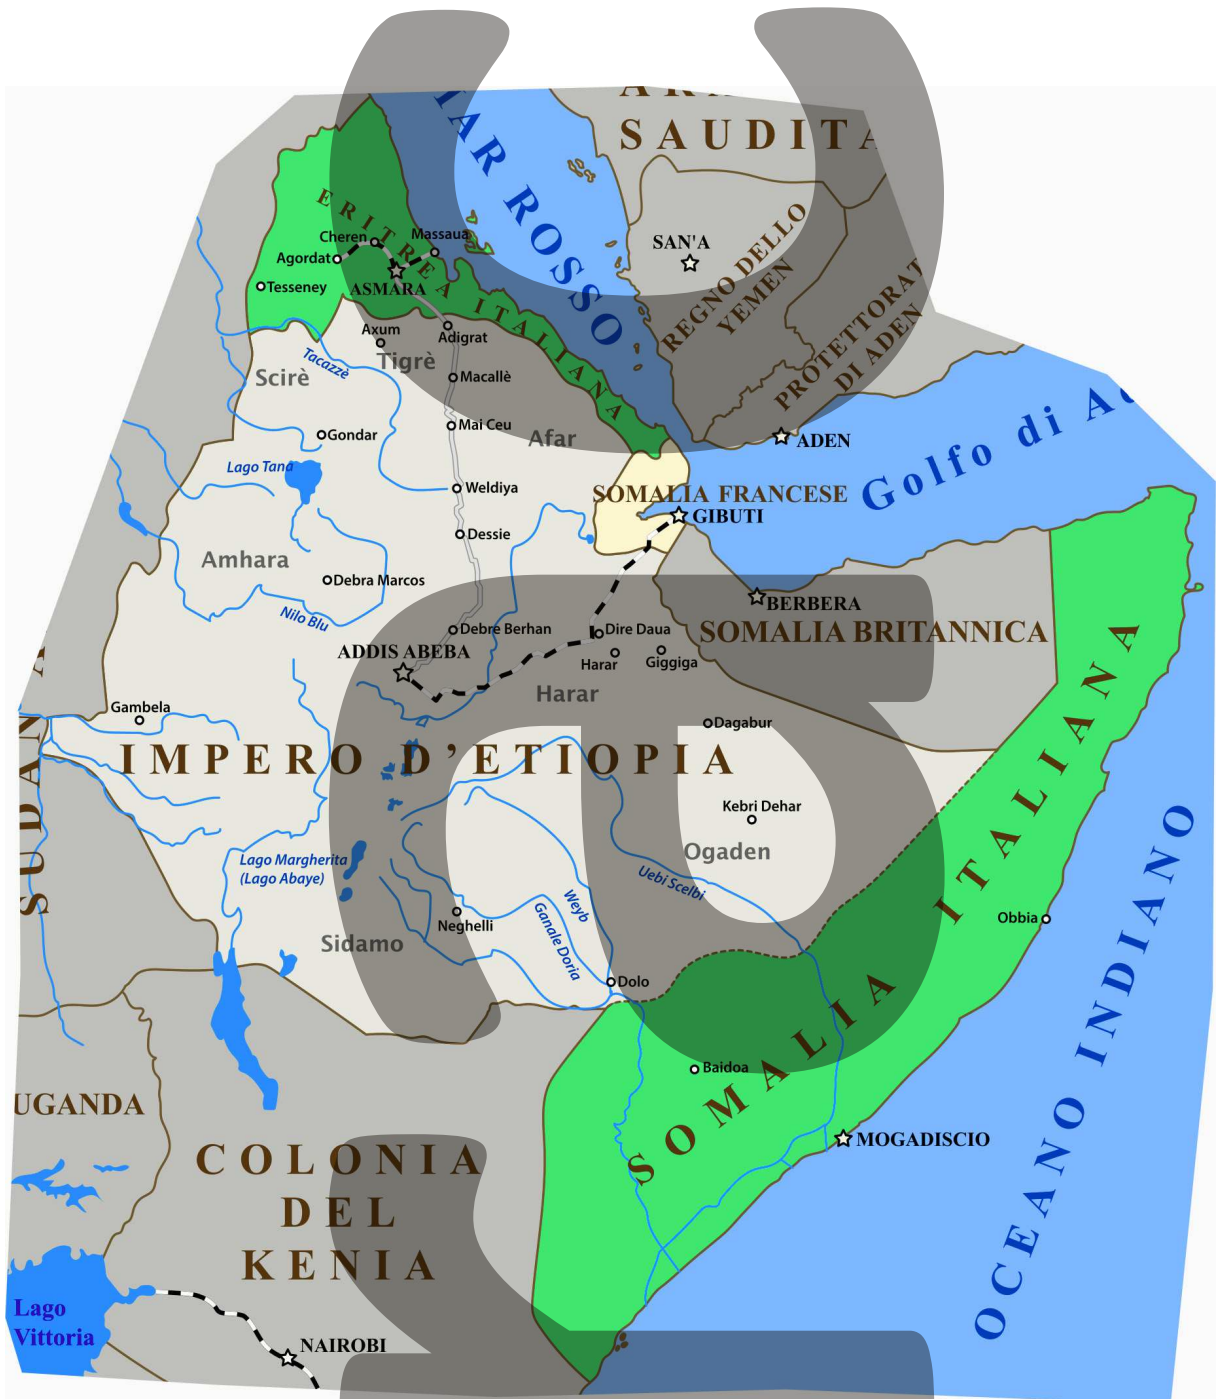 SAUDITA
MAR ROSSO
ERITREA ITALIANA
Cheren
Massaua
Agordat
Tesseney
ASMARA
SAN'A
REGNO DELLO
YEMEN
PROTETTORAT
DI ADEN
Axum
Adigrat
Tigrè
Tacazzè
Scirè
Macallè
Mai Ceu
Gondar
Afar
ADEN
Golfo di
Lago Tana
Weldiya
SOMALIA FRANCESE
GIBUTI
Dessie
Amhara
Debra Marcos
Nilo Blu
BERBERA
Debre Berhan
Dire Daua
SOMALIA BRITANNICA
ADDIS ABEBA
Harar
Giggiga
Harar
Gambela
Dagabur
IMPERO D'ETIOPIA
SUDAN
Kebri Dehar
Ogaden
Lago Margherita
(Lago Abaye)
Uebi Scelbi
Weyb
Ganale Doria
Neghelli
Sidamo
Obbia
Dolo
SOMALIA ITALIANA
Baidoa
OCEANO INDIANO
UGANDA
MOGADISCIO
COLONIA
DEL
KENIA
Lago
Vittoria
NAIROBI